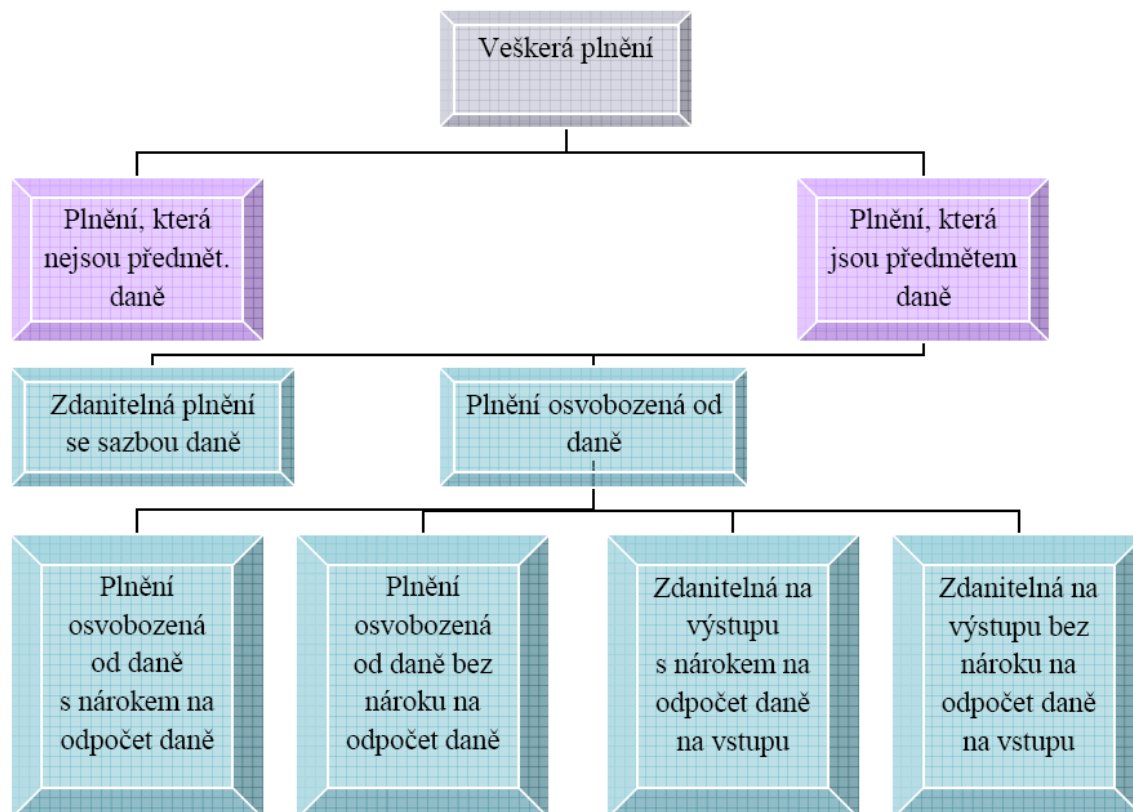 Veškerá plnění
Plnění, která
nejsou předmět.
daně
Plnění, která
jsou předmětem
daně
Zdanitelná plnění
se sazbou daně
Plnění osvobozená od
daně
Plnění
osvobozená
od daně
s nárokem na
odpočet daně
Plnění
osvobozená
od daně bez
nároku na
odpočet daně
Zdanitelná na
výstupu
s nárokem na
odpočet daně
na vstupu
Zdanitelná na
výstupu bez
nároku na
odpočet daně
na vstupu